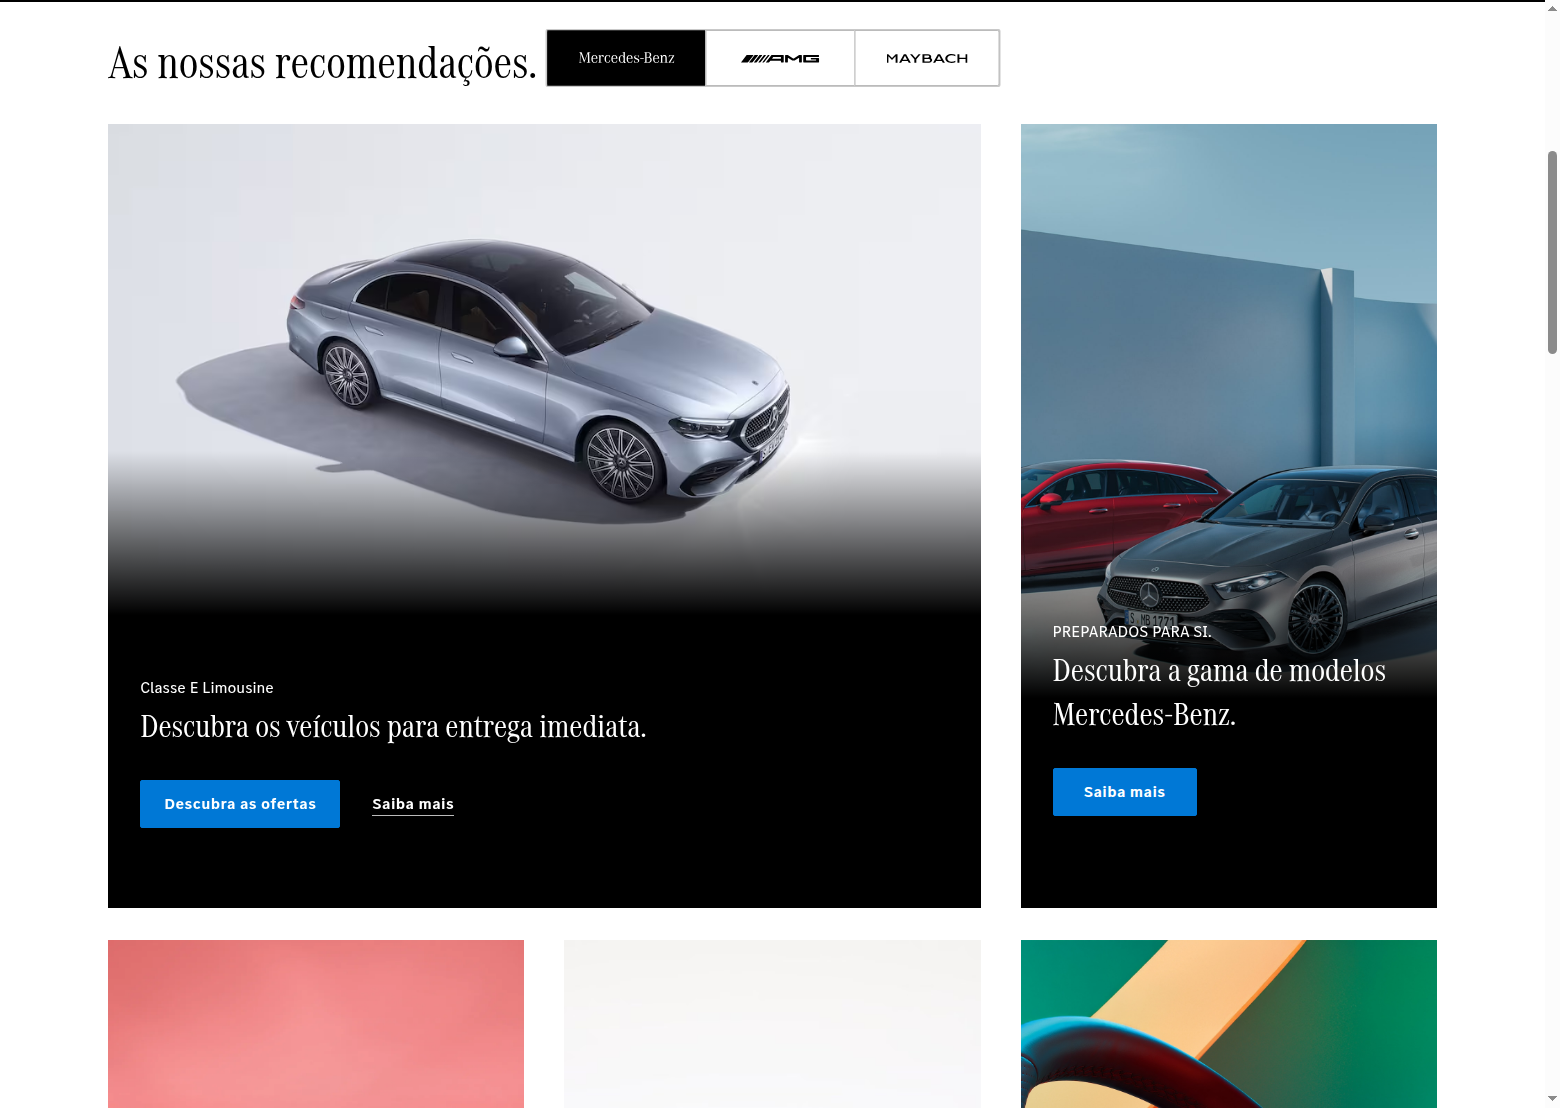 As nossas recomendações.
Mercedes-Benz
AMG
MAYBACH
Classe E Limousine
Descubra os veículos para entrega imediata.
Descubra as ofertas
Saiba mais
PREPARADOS PARA SI.
Descubra a gama de modelos
Mercedes-Benz.
Saiba mais